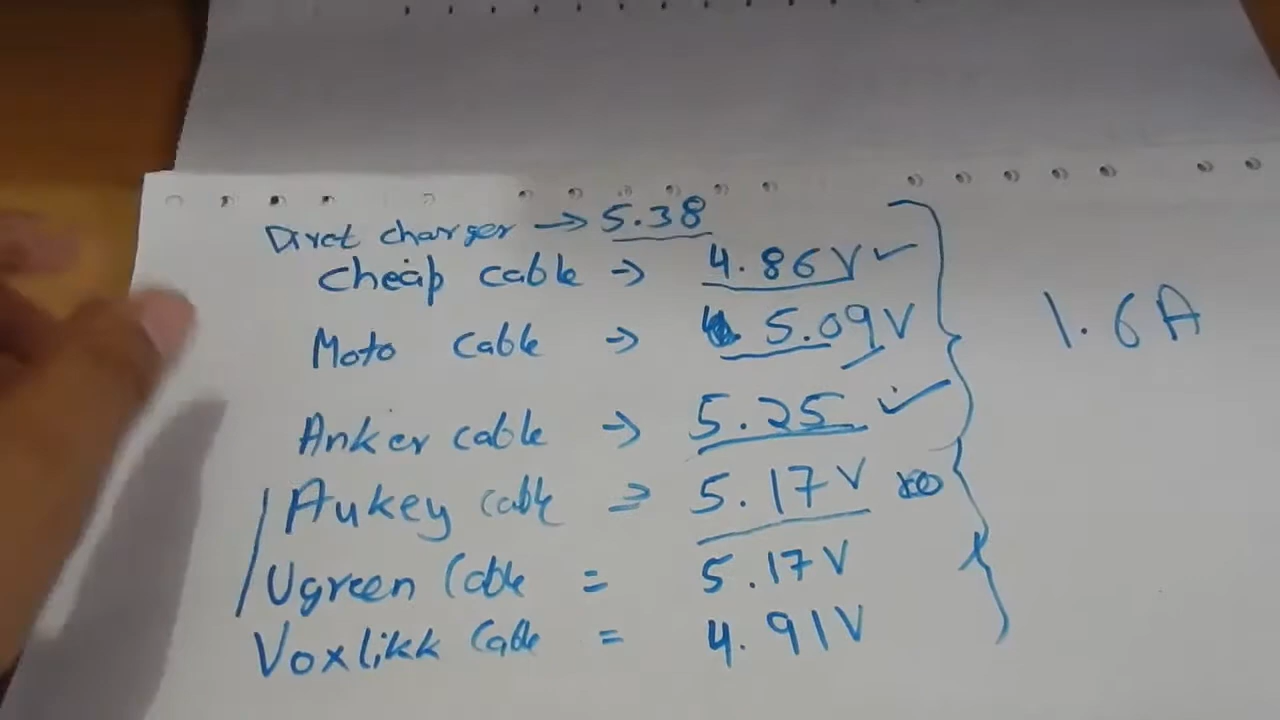 Dirct charger → 5.38
Cheap cable → 4.86V ✓
Moto cable → 5.09V
1.6A
Anker cable → 5.25 ✓
Aukey cable = 5.17V
Ugreen Cable = 5.17V
Voxlikk Cable = 4.91V